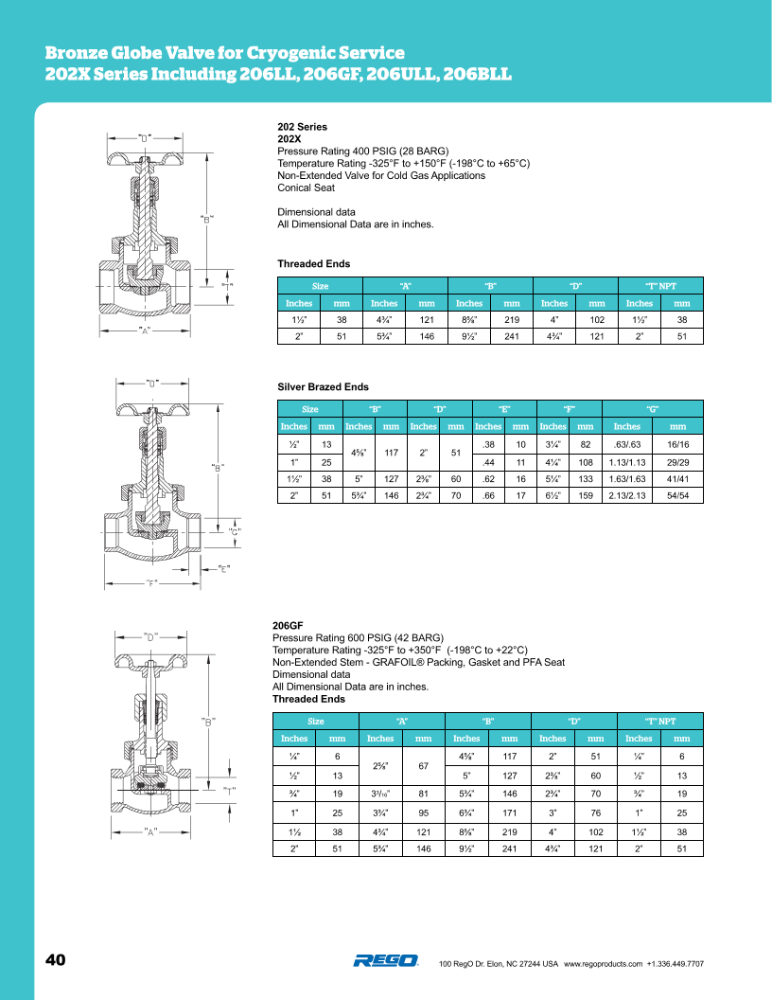 Bronze Globe Valve for Cryogenic Service
202X Series Including 206LL, 206GF, 206ULL, 206BLL
202 Series
202X
Pressure Rating 400 PSIG (28 BARG)
Temperature Rating -325°F to +150°F (-198°C to +65°C)
Non-Extended Valve for Cold Gas Applications
Conical Seat
Dimensional data
All Dimensional Data are in inches.
"D"
"B"
"T"
"A"
Threaded Ends
Size "A" "B" "D" "T" NPT
Inches mm Inches mm Inches mm Inches mm Inches mm
1½" 38 4¾" 121 8⅝" 219 4" 102 1½" 38
2" 51 5¾" 146 9½" 241 4¾" 121 2" 51
"D"
"B"
"G"
"E"
"F"
Silver Brazed Ends
Size "B" "D" "E" "F" "G"
Inches mm Inches mm Inches mm Inches mm Inches mm Inches mm
½" 13 4⅝" 117 2" 51 .38 10 3¼" 82 .63/.63 16/16
1" 25 .44 11 4¼" 108 1.13/1.13 29/29
1½" 38 5" 127 2⅜" 60 .62 16 5¼" 133 1.63/1.63 41/41
2" 51 5¾" 146 2¾" 70 .66 17 6½" 159 2.13/2.13 54/54
206GF
Pressure Rating 600 PSIG (42 BARG)
Temperature Rating -325°F to +350°F (-198°C to +22°C)
Non-Extended Stem - GRAFOIL® Packing, Gasket and PFA Seat
Dimensional data
All Dimensional Data are in inches.
Threaded Ends
"D"
"B"
"T"
"A"
Size "A" "B" "D" "T" NPT
Inches mm Inches mm Inches mm Inches mm Inches mm
¼" 6 2⅝" 67 4⅝" 117 2" 51 ¼" 6
½" 13 5" 127 2⅜" 60 ½" 13
¾" 19 3³/₁₆" 81 5¾" 146 2¾" 70 ¾" 19
1" 25 3¾" 95 6¾" 171 3" 76 1" 25
1½ 38 4¾" 121 8⅝" 219 4" 102 1½" 38
2" 51 5¾" 146 9½" 241 4¾" 121 2" 51
40
REGO
100 RegO Dr. Elon, NC 27244 USA www.regoproducts.com +1.336.449.7707